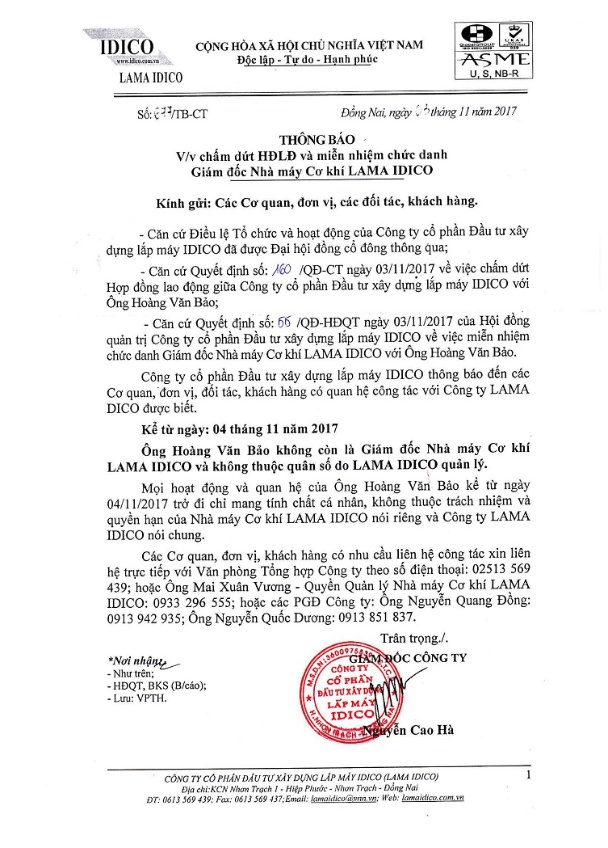 IDICO
www.idico.com.vn
LAMA IDICO
CỘNG HÒA XÃ HỘI CHỦ NGHĨA VIỆT NAM
Độc lập - Tự do - Hạnh phúc
ASME
U, S, NB-R
Số: 677/TB-CT
Đồng Nai, ngày 03 tháng 11 năm 2017
THÔNG BÁO
V/v chấm dứt HĐLĐ và miễn nhiệm chức danh
Giám đốc Nhà máy Cơ khí LAMA IDICO
Kính gửi: Các Cơ quan, đơn vị, các đối tác, khách hàng.
- Căn cứ Điều lệ Tổ chức và hoạt động của Công ty cổ phần Đầu tư xây
dựng lắp máy IDICO đã được Đại hội đồng cổ đông thông qua;
- Căn cứ Quyết định số: 160 /QĐ-CT ngày 03/11/2017 về việc chấm dứt
Hợp đồng lao động giữa Công ty cổ phần Đầu tư xây dựng lắp máy IDICO với
Ông Hoàng Văn Bảo;
- Căn cứ Quyết định số: 66 /QĐ-HĐQT ngày 03/11/2017 của Hội đồng
quản trị Công ty cổ phần Đầu tư xây dựng lắp máy IDICO về việc miễn nhiệm
chức danh Giám đốc Nhà máy Cơ khí LAMA IDICO với Ông Hoàng Văn Bảo.
Công ty cổ phần Đầu tư xây dựng lắp máy IDICO thông báo đến các
Cơ quan, đơn vị, đối tác, khách hàng có quan hệ công tác với Công ty LAMA
DICO được biết.
Kể từ ngày: 04 tháng 11 năm 2017
Ông Hoàng Văn Bảo không còn là Giám đốc Nhà máy Cơ khí
LAMA IDICO và không thuộc quân số do LAMA IDICO quản lý.
Mọi hoạt động và quan hệ của Ông Hoàng Văn Bảo kể từ ngày
04/11/2017 trở đi chỉ mang tính chất cá nhân, không thuộc trách nhiệm và
quyền hạn của Nhà máy Cơ khí LAMA IDICO nói riêng và Công ty LAMA
IDICO nói chung.
Các Cơ quan, đơn vị, khách hàng có nhu cầu liên hệ công tác xin liên
hệ trực tiếp với Văn phòng Tổng hợp Công ty theo số điện thoại: 02513 569
439; hoặc Ông Mai Xuân Vương - Quyền Quản lý Nhà máy Cơ khí LAMA
IDICO: 0933 296 555; hoặc các PGĐ Công ty: Ông Nguyễn Quang Đồng:
0913 942 935; Ông Nguyễn Quốc Dương: 0913 851 837.
Trân trọng./.
*Nơi nhận:
- Như trên;
- HĐQT, BKS (B/cáo);
- Lưu: VPTH.
GIÁM ĐỐC CÔNG TY
CÔNG TY
CỔ PHẦN
ĐẦU TƯ XÂY DỰNG
LẮP MÁY
IDICO
Nguyễn Cao Hà
CÔNG TY CỔ PHẦN ĐẦU TƯ XÂY DỰNG LẮP MÁY IDICO (LAMA IDICO)
1
Địa chỉ: KCN Nhơn Trạch 1 - Hiệp Phước - Nhơn Trạch - Đồng Nai
ĐT: 0613 569 439; Fax: 0613 569 437;Email: lamaidico@vnn.vn; Web: lamaidico.com.vn